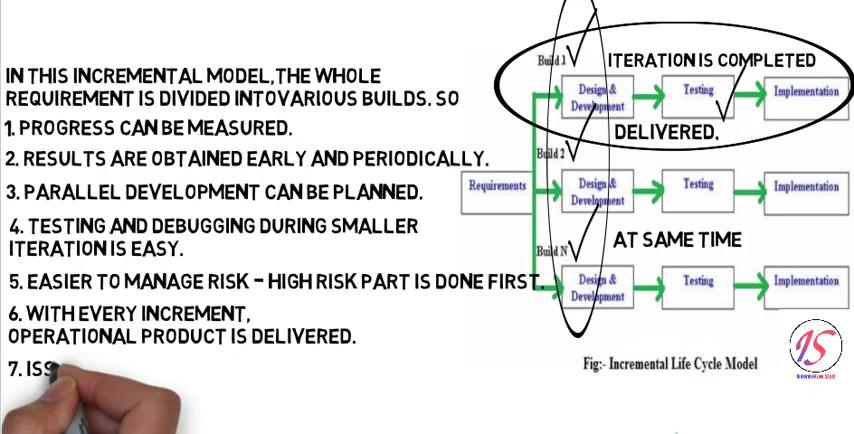 IN THIS INCREMENTAL MODEL, THE WHOLE
REQUIREMENT IS DIVIDED INTOVARIOUS BUILDS. SO
1. PROGRESS CAN BE MEASURED.
2. RESULTS ARE OBTAINED EARLY AND PERIODICALLY.
3. PARALLEL DEVELOPMENT CAN BE PLANNED.
4. TESTING AND DEBUGGING DURING SMALLER
ITERATION IS EASY.
5. EASIER TO MANAGE RISK - HIGH RISK PART IS DONE FIRST.
6. WITH EVERY INCREMENT,
OPERATIONAL PRODUCT IS DELIVERED.
7. ISS
Build 1
ITERATION IS COMPLETED
Design &
Development
Testing
Implementation
DELIVERED.
Build 2
Requirements
Design &
Development
Testing
Implementation
AT SAME TIME
Build N
Design &
Development
Testing
Implementation
IS
Fig:- Incremental Life Cycle Model